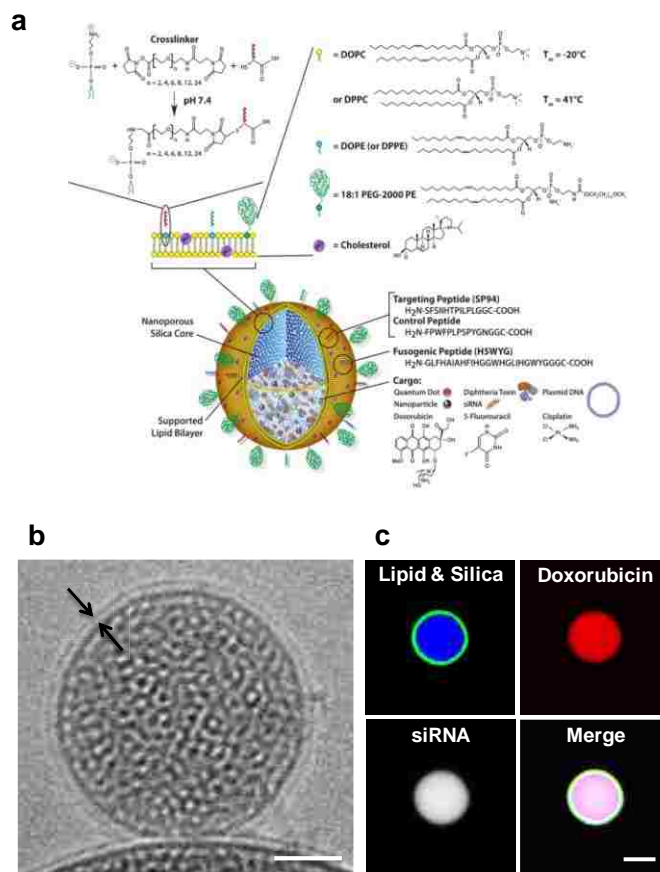 a
Crosslinker
pH 7.4
n = 2, 4, 6, 8, 12, 24
n = 2, 4, 6, 8, 12, 24
= DOPC
Tm = -20°C
or DPPC
Tm = 41°C
= DOPE (or DPPE)
= 18:1 PEG-2000 PE
= Cholesterol
Nanoporous
Silica Core
Supported
Lipid Bilayer
Targeting Peptide (SP94)
H2N-SFSIIHTPILPLGGC-COOH
Control Peptide
H2N-FPWFPLPSPYGNGGC-COOH
Fusogenic Peptide (H5WYG)
H2N-GLFHAIAHFIHGGWHGLIHGWYGGGC-COOH
Cargo:
Quantum Dot
Diphtheria Toxin
Plasmid DNA
Nanoparticle
siRNA
Doxorubicin
5-Fluorouracil
Cisplatin
b
c
Lipid & Silica
Doxorubicin
siRNA
Merge